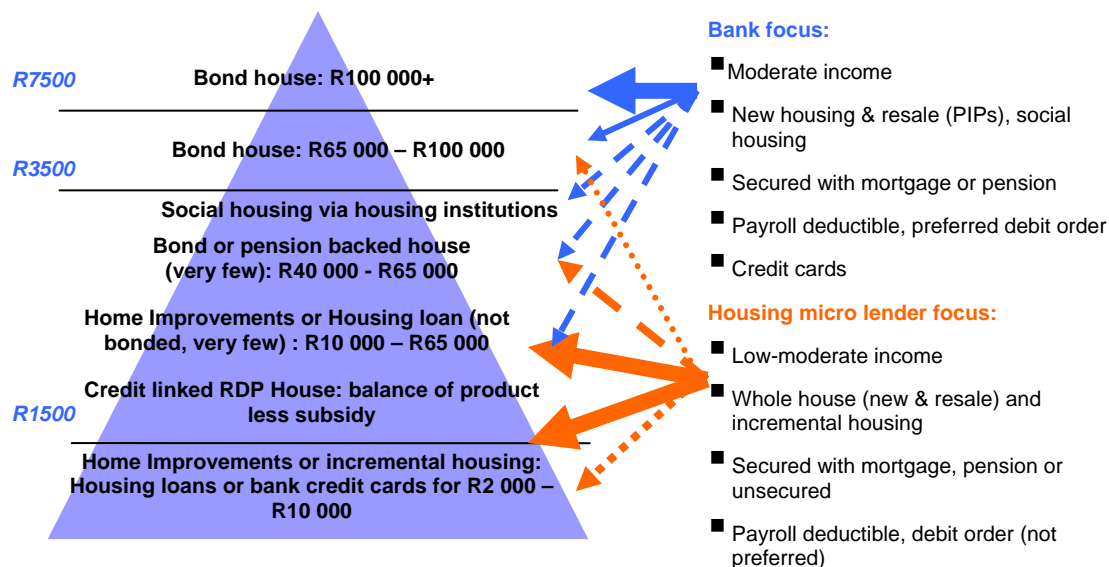 R7500
Bond house: R100 000+
R3500
Bond house: R65 000 – R100 000
Social housing via housing institutions
Bond or pension backed house
(very few): R40 000 - R65 000
Home Improvements or Housing loan (not
bonded, very few) : R10 000 – R65 000
R1500
Credit linked RDP House: balance of product
less subsidy
Home Improvements or incremental housing:
Housing loans or bank credit cards for R2 000 –
R10 000
Bank focus:
Moderate income
New housing & resale (PIPs), social
housing
Secured with mortgage or pension
Payroll deductible, preferred debit order
Credit cards
Housing micro lender focus:
Low-moderate income
Whole house (new & resale) and
incremental housing
Secured with mortgage, pension or
unsecured
Payroll deductible, debit order (not
preferred)